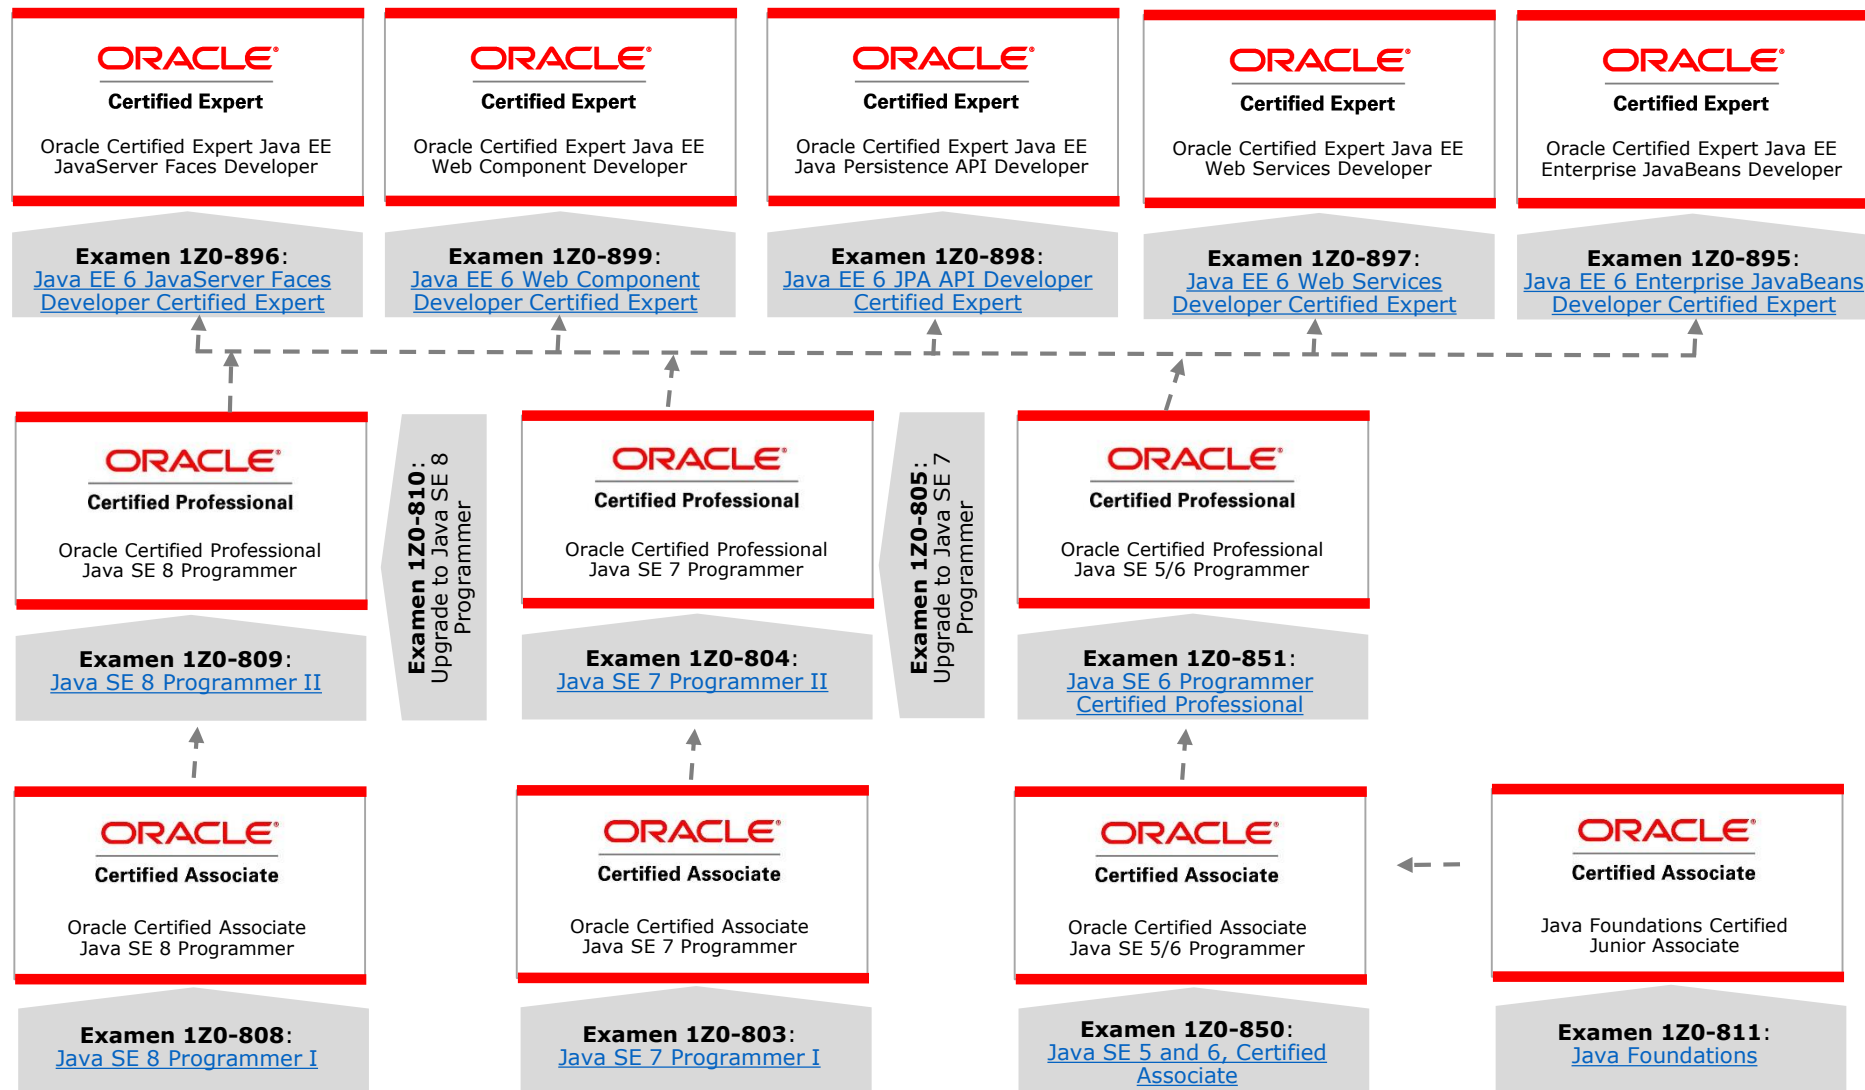 ORACLE®
Certified Expert
Oracle Certified Expert Java EE
JavaServer Faces Developer
ORACLE®
Certified Expert
Oracle Certified Expert Java EE
Web Component Developer
ORACLE®
Certified Expert
Oracle Certified Expert Java EE
Java Persistence API Developer
ORACLE®
Certified Expert
Oracle Certified Expert Java EE
Web Services Developer
ORACLE®
Certified Expert
Oracle Certified Expert Java EE
Enterprise JavaBeans Developer
Examen 1Z0-896:
Java EE 6 JavaServer Faces
Developer Certified Expert
Examen 1Z0-899:
Java EE 6 Web Component
Developer Certified Expert
Examen 1Z0-898:
Java EE 6 JPA API Developer
Certified Expert
Examen 1Z0-897:
Java EE 6 Web Services
Developer Certified Expert
Examen 1Z0-895:
Java EE 6 Enterprise JavaBeans
Developer Certified Expert
ORACLE®
Certified Professional
Oracle Certified Professional
Java SE 8 Programmer
Examen 1Z0-810:
Upgrade to Java SE 8
Programmer
ORACLE®
Certified Professional
Oracle Certified Professional
Java SE 7 Programmer
Examen 1Z0-805:
Upgrade to Java SE 7
Programmer
ORACLE®
Certified Professional
Oracle Certified Professional
Java SE 5/6 Programmer
Examen 1Z0-809:
Java SE 8 Programmer II
Examen 1Z0-804:
Java SE 7 Programmer II
Examen 1Z0-851:
Java SE 6 Programmer
Certified Professional
ORACLE®
Certified Associate
Oracle Certified Associate
Java SE 8 Programmer
ORACLE®
Certified Associate
Oracle Certified Associate
Java SE 7 Programmer
ORACLE®
Certified Associate
Oracle Certified Associate
Java SE 5/6 Programmer
ORACLE®
Certified Associate
Java Foundations Certified
Junior Associate
Examen 1Z0-808:
Java SE 8 Programmer I
Examen 1Z0-803:
Java SE 7 Programmer I
Examen 1Z0-850:
Java SE 5 and 6, Certified
Associate
Examen 1Z0-811:
Java Foundations